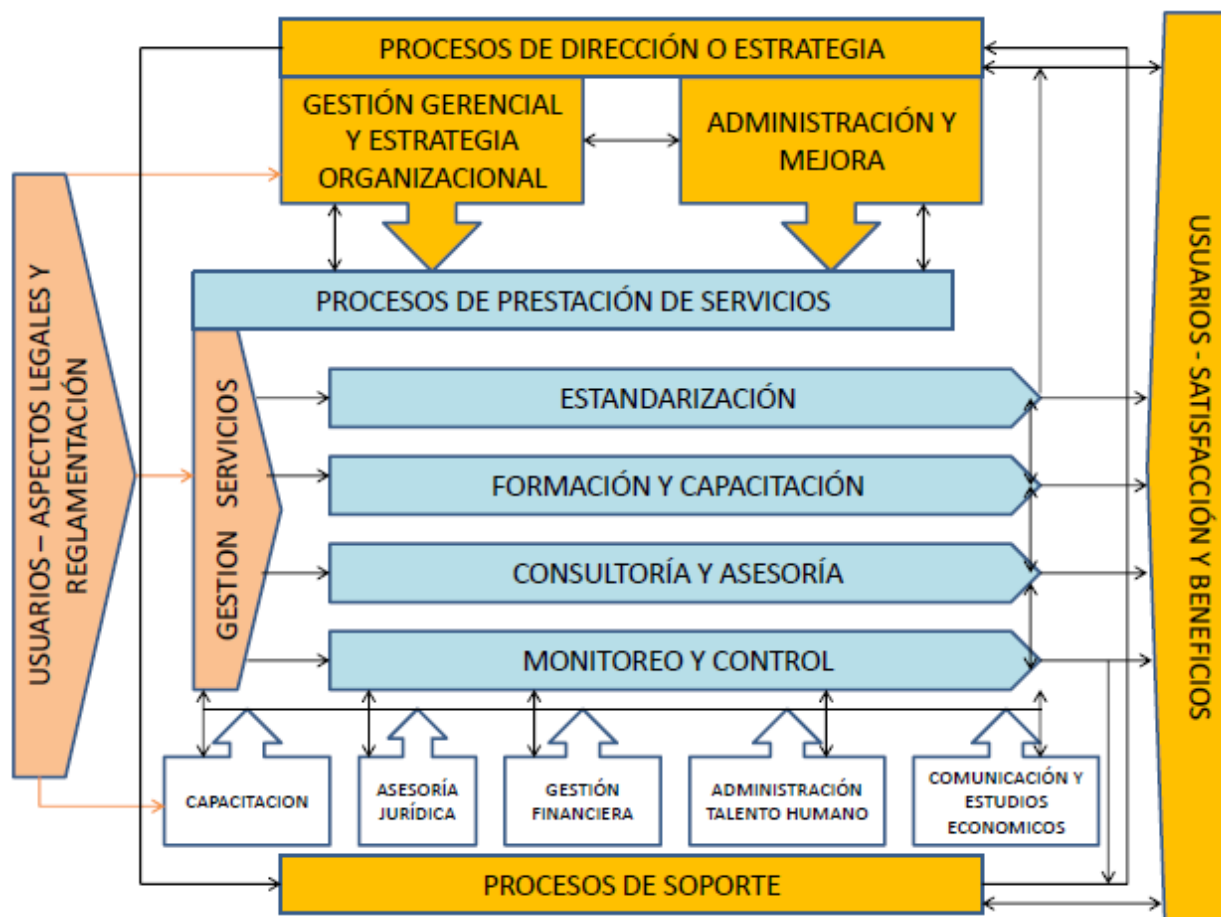 PROCESOS DE DIRECCIÓN O ESTRATEGIA
GESTIÓN GERENCIAL
Y ESTRATEGIA
ORGANIZACIONAL
ADMINISTRACIÓN Y
MEJORA
USUARIOS – ASPECTOS LEGALES Y
REGLAMENTACIÓN
PROCESOS DE PRESTACIÓN DE SERVICIOS
GESTION SERVICIOS
ESTANDARIZACIÓN
FORMACIÓN Y CAPACITACIÓN
CONSULTORÍA Y ASESORÍA
MONITOREO Y CONTROL
USUARIOS - SATISFACCIÓN Y BENEFICIOS
CAPACITACION
ASESORÍA
JURÍDICA
GESTIÓN
FINANCIERA
ADMINISTRACIÓN
TALENTO HUMANO
COMUNICACIÓN Y
ESTUDIOS
ECONOMICOS
PROCESOS DE SOPORTE